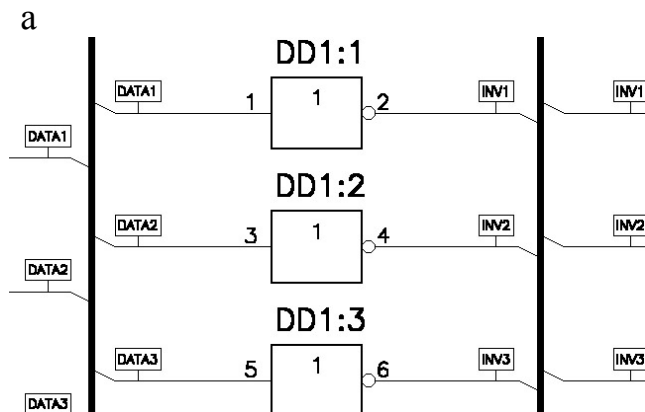 a
DD1:1
DATA1 1 1 2 INV1 INV1
DATA1
DD1:2
DATA2 3 1 4 INV2 INV2
DATA2
DD1:3
DATA3 5 1 6 INV3 INV3
DATA3